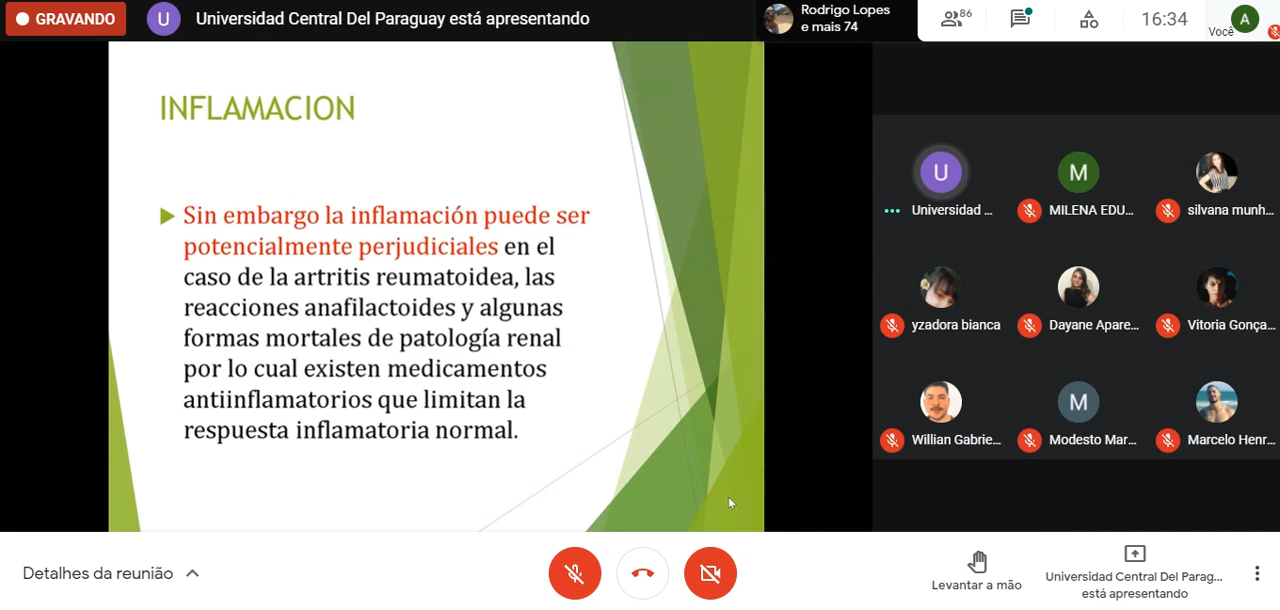 GRAVANDO
U
Universidad Central Del Paraguay está apresentando
Rodrigo Lopes
e mais 74
86
16:34
Você
A
INFLAMACION
Sin embargo la inflamación puede ser
potencialmente perjudiciales en el
caso de la artritis reumatoidea, las
reacciones anafilactoides y algunas
formas mortales de patología renal
por lo cual existen medicamentos
antiinflamatorios que limitan la
respuesta inflamatoria normal.
U
M
Universidad ...
MILENA EDU...
silvana munh...
yzadora bianca
Dayane Apare...
Vitoria Gonça...
M
Willian Gabrie...
Modesto Mar...
Marcelo Henr...
Detalhes da reunião
Levantar a mão
Universidad Central Del Parag...
está apresentando